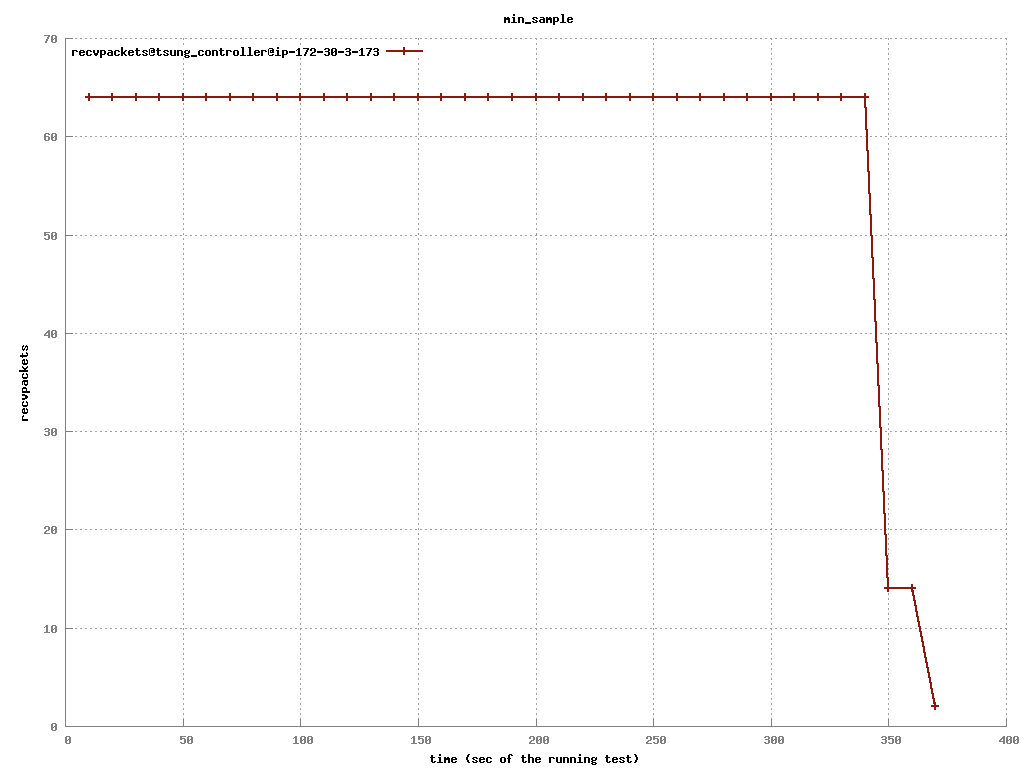 min_sample
recvpackets@tsung_controller@ip-172-30-3-173
70
60
50
40
30
20
10
0
recvpackets
0 50 100 150 200 250 300 350 400
time (sec of the running test)